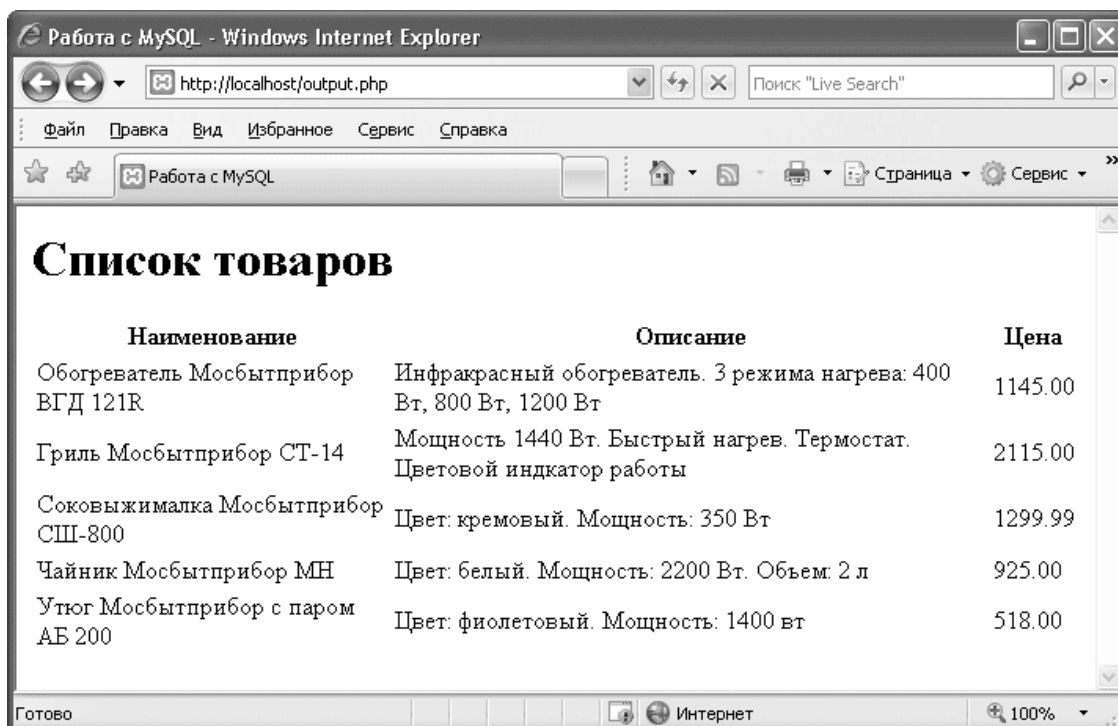 Работа с MySQL - Windows Internet Explorer
http://localhost/output.php
Поиск "Live Search"
Файл Правка Вид Избранное Сервис Справка
Работа с MySQL
Страница Сервис »
Список товаров
Наименование Описание Цена
Обогреватель Мосбытприбор
ВГД 121R
Инфракрасный обогреватель. 3 режима нагрева: 400
Вт, 800 Вт, 1200 Вт
1145.00
Гриль Мосбытприбор СТ-14
Мощность 1440 Вт. Быстрый нагрев. Термостат.
Цветовой индкатор работы
2115.00
Соковыжималка Мосбытприбор
СШ-800
Цвет: кремовый. Мощность: 350 Вт
1299.99
Чайник Мосбытприбор МН
Цвет: белый. Мощность: 2200 Вт. Объем: 2 л
925.00
Утюг Мосбытприбор с паром
АБ 200
Цвет: фиолетовый. Мощность: 1400 вт
518.00
Готово
Интернет
100%